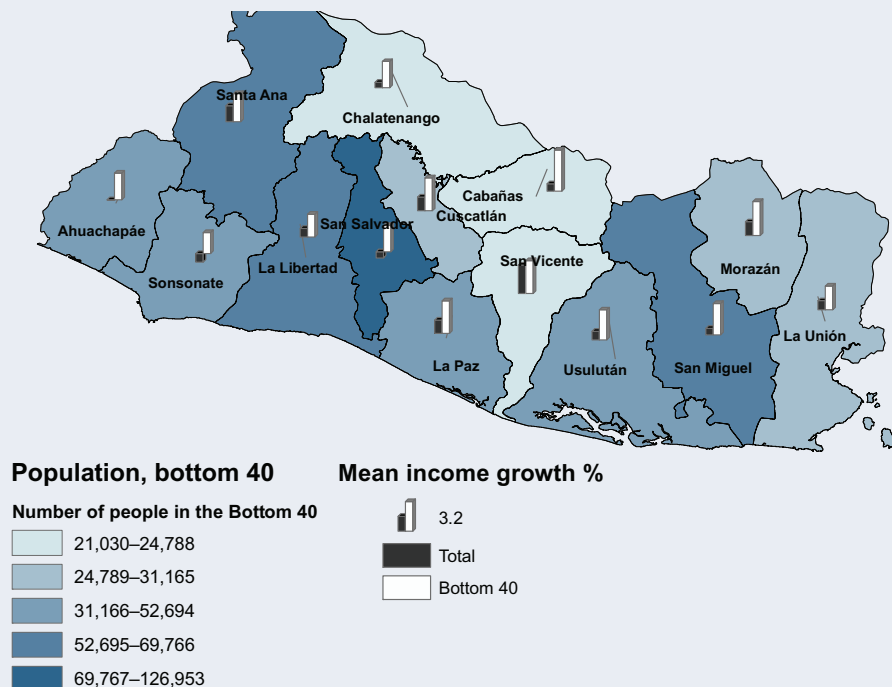 Santa Ana
Chalatenango
Cabañas
Cuscatlán
San Salvador
Ahuachapáe
La Libertad
San Vicente
Morazán
Sonsonate
La Unión
La Paz
Usulután
San Miguel
Population, bottom 40
Number of people in the Bottom 40
21,030–24,788
24,789–31,165
31,166–52,694
52,695–69,766
69,767–126,953
Mean income growth %
3.2
Total
Bottom 40